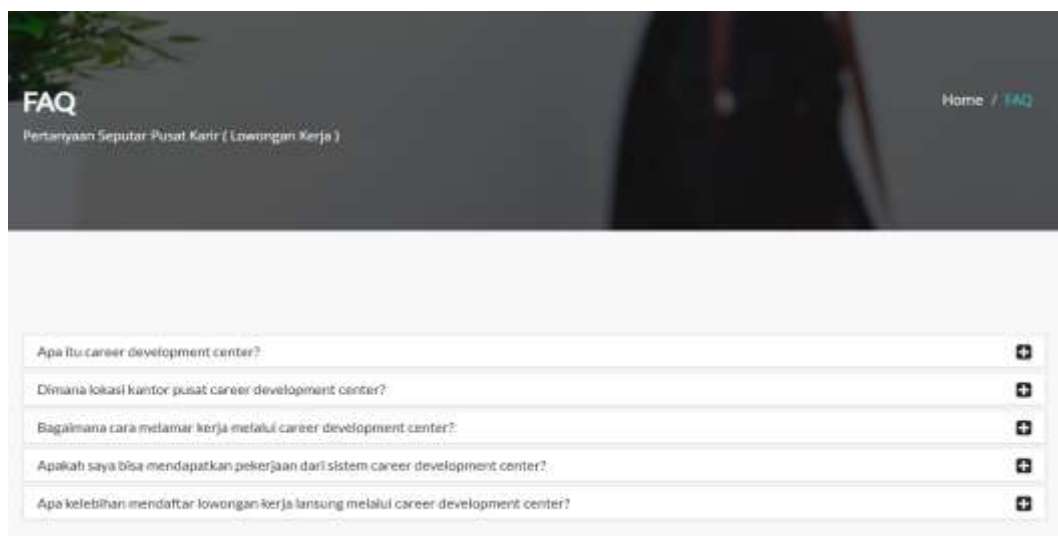 FAQ
Home / FAQ
Pertanyaan Seputar Pusat Karir ( Lowongan Kerja )
Apa itu career development center?
Dimana lokasi kantor pusat career development center?
Bagaimana cara melamar kerja melalui career development center?
Apakah saya bisa mendapatkan pekerjaan dari sistem career development center?
Apa kelebihan mendaftar lowongan kerja lansung melalui career development center?